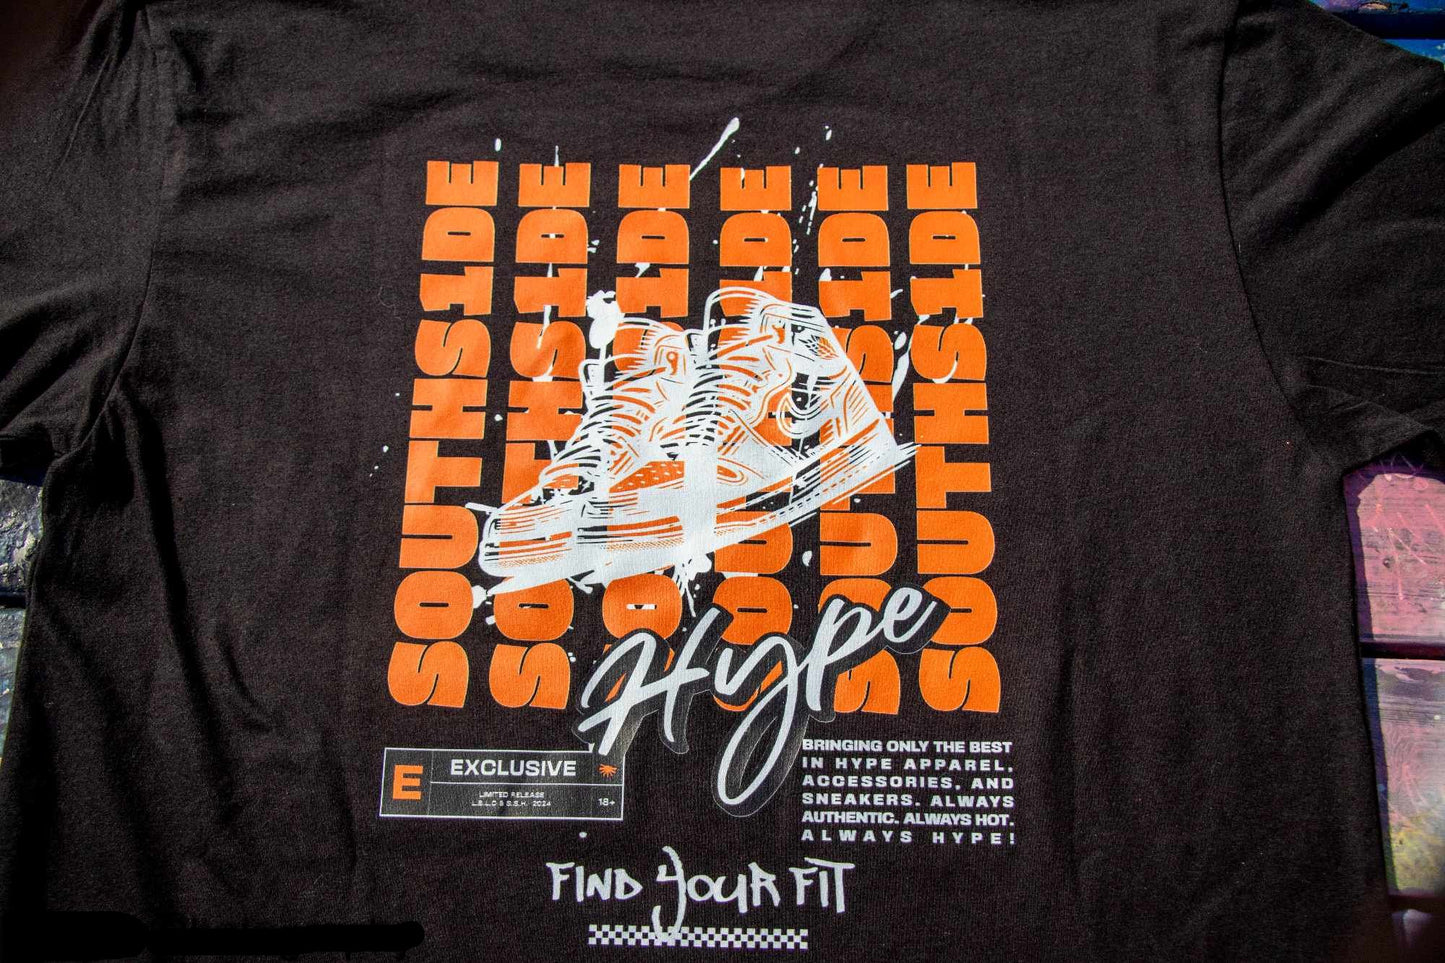 SOUTHS1DE
SOUTHS1DE
SOUTHS1DE
SOUTHS1DE
SOUTHS1DE
SOUTHS1DE
Hype
E
EXCLUSIVE
LIMITED RELEASE
L.S.L.C & S.S.H. 2024
18+
BRINGING ONLY THE BEST
IN HYPE APPAREL,
ACCESSORIES, AND
SNEAKERS. ALWAYS
AUTHENTIC. ALWAYS HOT.
ALWAYS HYPE!
FIND YOUR FIT